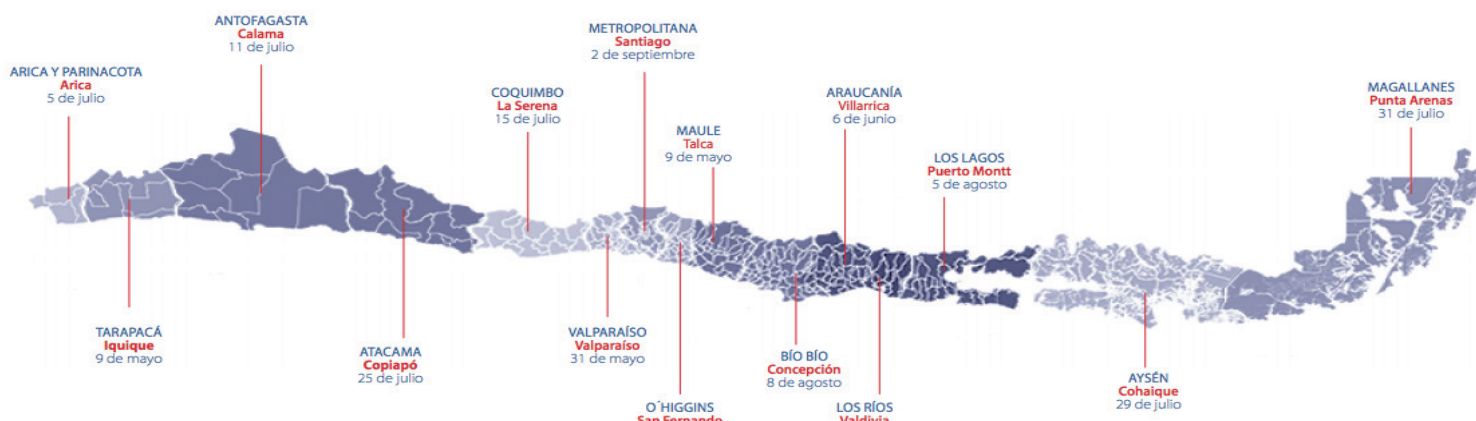 ARICA Y PARINACOTA
Arica
5 de julio
ANTOFAGASTA
Calama
11 de julio
COQUIMBO
La Serena
15 de julio
METROPOLITANA
Santiago
2 de septiembre
MAULE
Talca
9 de mayo
ARAUCANÍA
Villarrica
6 de junio
LOS LAGOS
Puerto Montt
5 de agosto
MAGALLANES
Punta Arenas
31 de julio
TARAPACÁ
Iquique
9 de mayo
ATACAMA
Copiapó
25 de julio
VALPARAÍSO
Valparaíso
31 de mayo
O´HIGGINS
San Fernando
BÍO BÍO
Concepción
8 de agosto
LOS RÍOS
Valdivia
AYSÉN
Cohaique
29 de julio